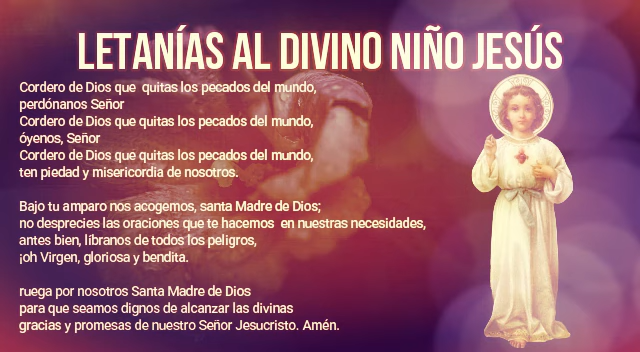 LETANÍAS AL DIVINO NIÑO JESÚS
Cordero de Dios que quitas los pecados del mundo,
perdónanos Señor
Cordero de Dios que quitas los pecados del mundo,
óyenos, Señor
Cordero de Dios que quitas los pecados del mundo,
ten piedad y misericordia de nosotros.
Bajo tu amparo nos acogemos, santa Madre de Dios;
no desprecies las oraciones que te hacemos en nuestras necesidades,
antes bien, líbranos de todos los peligros,
¡oh Virgen, gloriosa y bendita.
ruega por nosotros Santa Madre de Dios
para que seamos dignos de alcanzar las divinas
gracias y promesas de nuestro Señor Jesucristo. Amén.